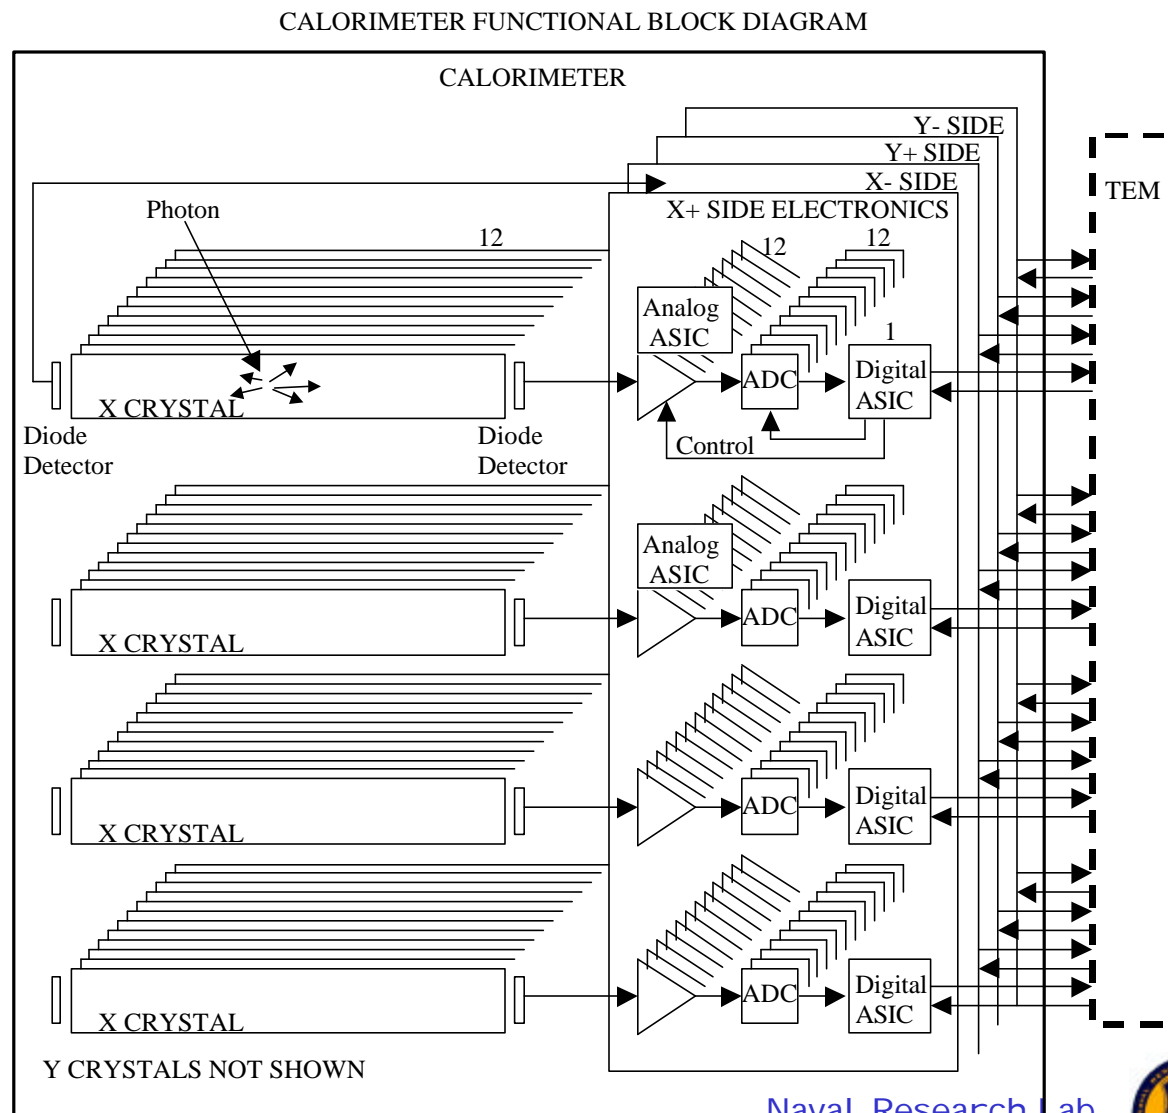 CALORIMETER FUNCTIONAL BLOCK DIAGRAM
CALORIMETER
Y- SIDE
Y+ SIDE
X- SIDE
X+ SIDE ELECTRONICS
TEM
Photon
12
12
12
Analog
ASIC
1
ADC
Digital
ASIC
X CRYSTAL
Diode
Detector
Diode
Detector
Control
Analog
ASIC
ADC
Digital
ASIC
X CRYSTAL
ADC
Digital
ASIC
X CRYSTAL
ADC
Digital
ASIC
X CRYSTAL
Y CRYSTALS NOT SHOWN
Naval Research Lab